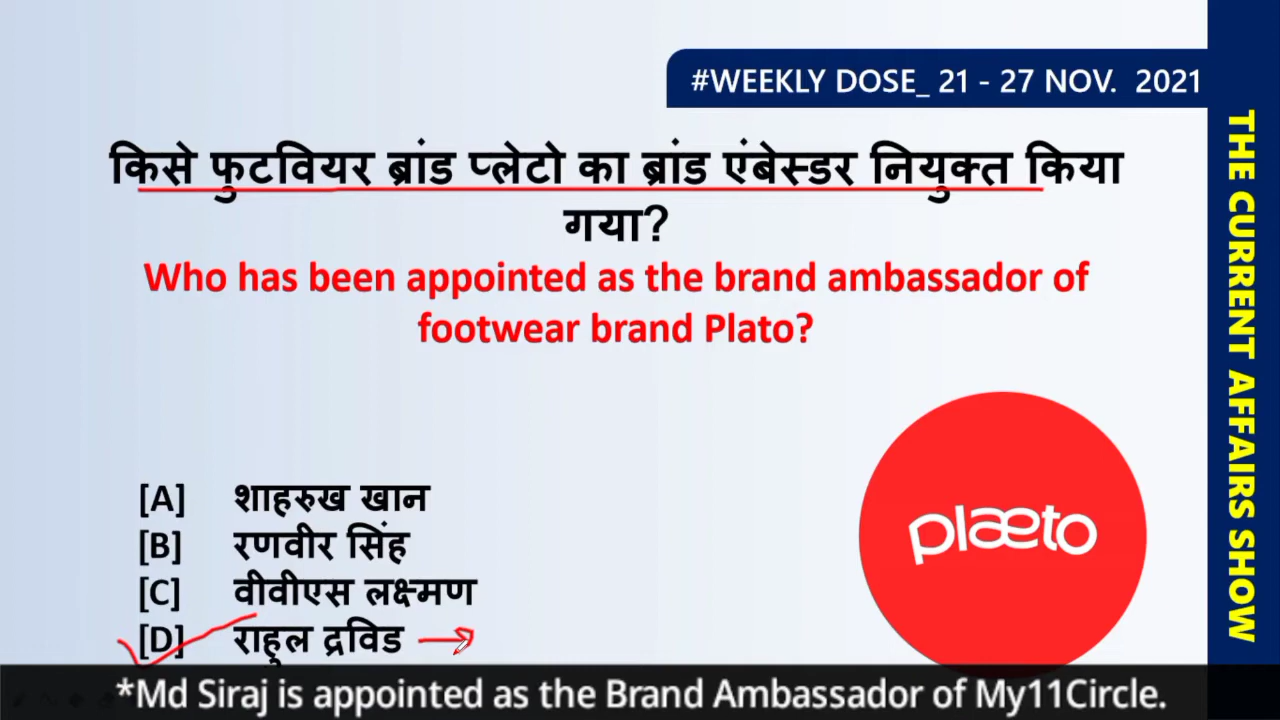 #WEEKLY DOSE_ 21 - 27 NOV. 2021
किसे फुटवियर ब्रांड प्लेटो का ब्रांड एंबेस्डर नियुक्त किया
गया?
Who has been appointed as the brand ambassador of
footwear brand Plato?
[A] शाहरुख खान
[B] रणवीर सिंह
[C] वीवीएस लक्ष्मण
[D] राहुल द्रविड
plaeto
*Md Siraj is appointed as the Brand Ambassador of My11Circle.
THE CURRENT AFFAIRS SHOW